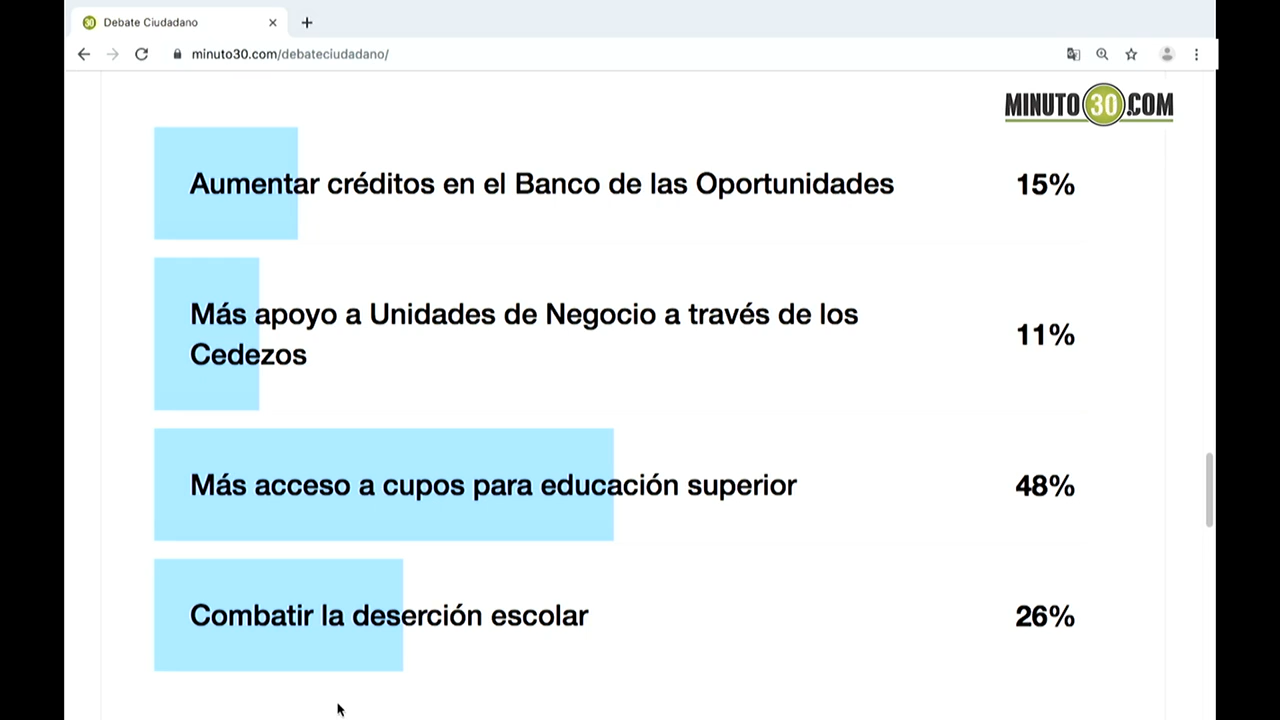 30 Debate Ciudadano
minuto30.com/debateciudadano/
MINUTO30.COM
Aumentar créditos en el Banco de las Oportunidades
15%
Más apoyo a Unidades de Negocio a través de los
Cedezos
11%
Más acceso a cupos para educación superior
48%
Combatir la deserción escolar
26%